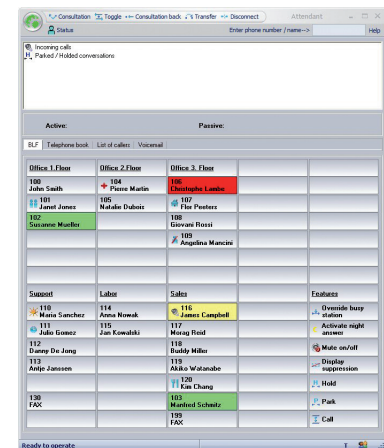 Consultation Toggle Consultation back Transfer Disconnect Attendant
Status Enter phone number / name--> Help
Incoming calls
Parked / Holded conversations
Active: Passive:
BLF Telephone book List of callers Voicemail
Office 1.Floor Office 2.Floor Office 3. Floor
100 104 106
John Smith Pierre Martin Christophe Lambe
101 105 107
Janet Jonez Natalie Dubois Flor Peeters
102 108
Susanne Mueller Giovani Rossi
109
Angelina Mancini
Support Labor Sales Features
110 114 116 Override busy
Maria Sanchez Anna Nowak James Campbell station
111 115 117 Activate night
Julio Gomez Jan Kowalski Morag Reid answer
112 118 Mute on/off
Danny De Jong Buddy Miller
113 119 Display
Antje Janssen Akiko Watanabe suppression
120 Hold
Kim Chang
130 103 Park
FAX Manfred Schmitz
199 Call
FAX
Ready to operate T